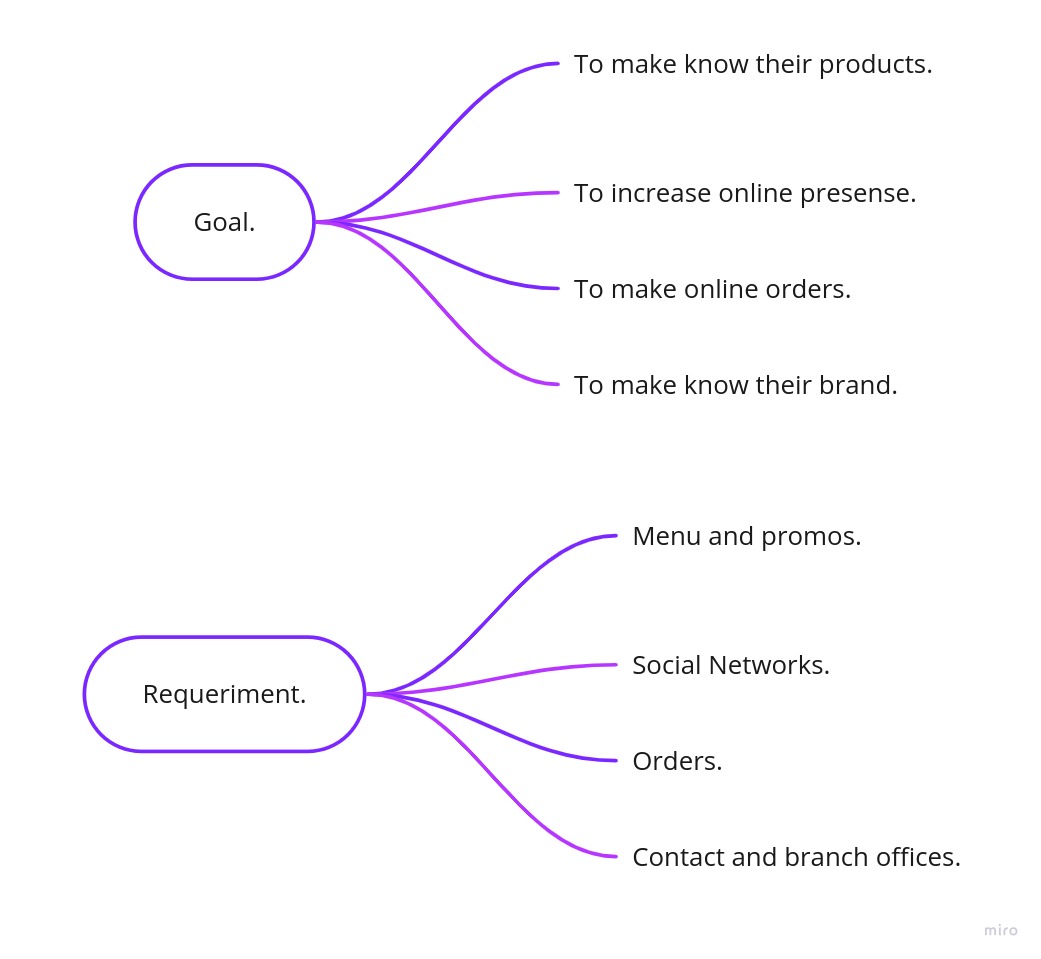 To make know their products.
To increase online presense.
Goal.
To make online orders.
To make know their brand.
Menu and promos.
Social Networks.
Requeriment.
Orders.
Contact and branch offices.
miro